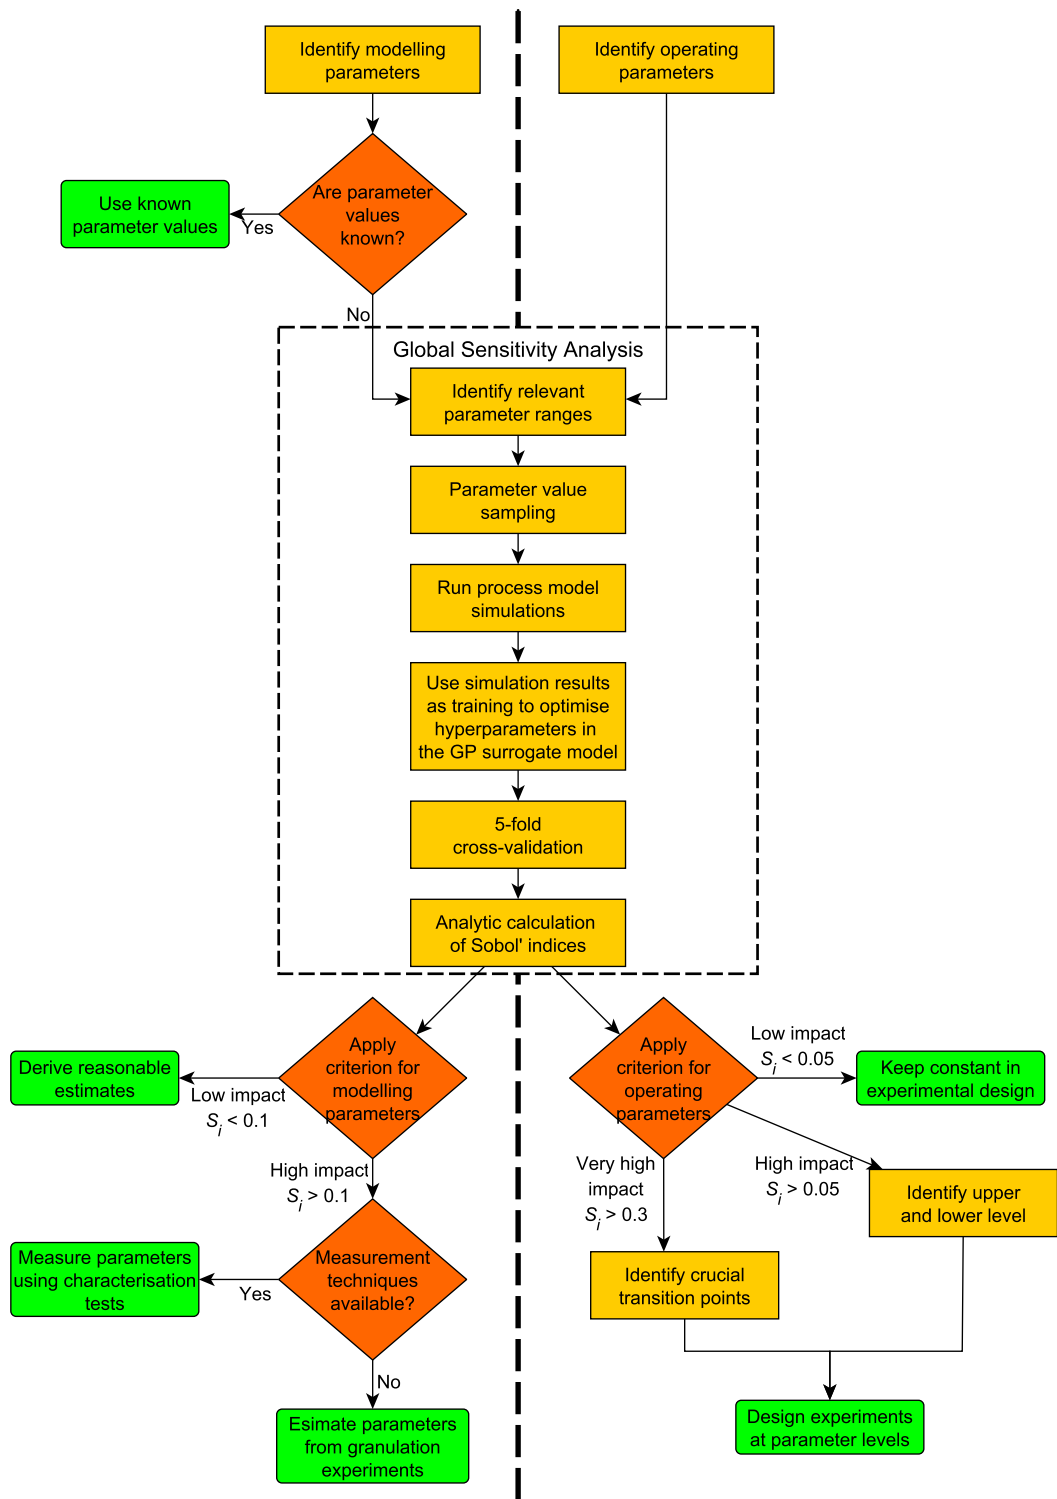 Identify modelling
parameters
Identify operating
parameters
Are parameter
values
known?
Use known
parameter values
Yes
No
Global Sensitivity Analysis
Identify relevant
parameter ranges
Parameter value
sampling
Run process model
simulations
Use simulation results
as training to optimise
hyperparameters in
the GP surrogate model
5-fold
cross-validation
Analytic calculation
of Sobol' indices
Apply
criterion for
modelling
parameters
Derive reasonable
estimates
Low impact
S_i < 0.1
High impact
S_i > 0.1
Measurement
techniques
available?
Measure parameters
using characterisation
tests
Yes
No
Esimate parameters
from granulation
experiments
Apply
criterion for
operating
parameters
Low impact
S_i < 0.05
Keep constant in
experimental design
Very high
impact
S_i > 0.3
High impact
S_i > 0.05
Identify upper
and lower level
Identify crucial
transition points
Design experiments
at parameter levels